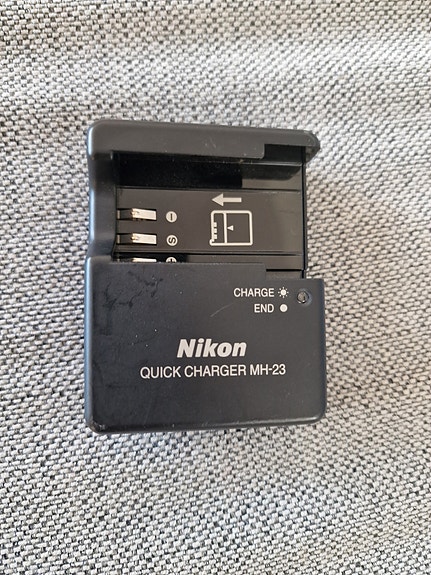 S
CHARGE
END
Nikon
QUICK CHARGER MH-23